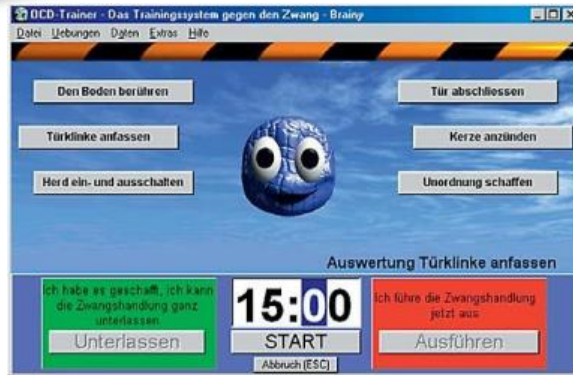 OCD-Trainer - Das Trainingssystem gegen den Zwang - Brainy
Datei Uebungen Daten Extras Hilfe
Den Boden berühren
Tür abschliessen
Türklinke anfassen
Kerze anzünden
Herd ein- und ausschalten
Unordnung schaffen
Auswertung Türklinke anfassen
Ich habe es geschafft, ich kann
die Zwangshandlung ganz
unterlassen
Unterlassen
15:00
START
Abbruch (ESC)
Ich führe die Zwangshandlung
jetzt aus
Ausführen